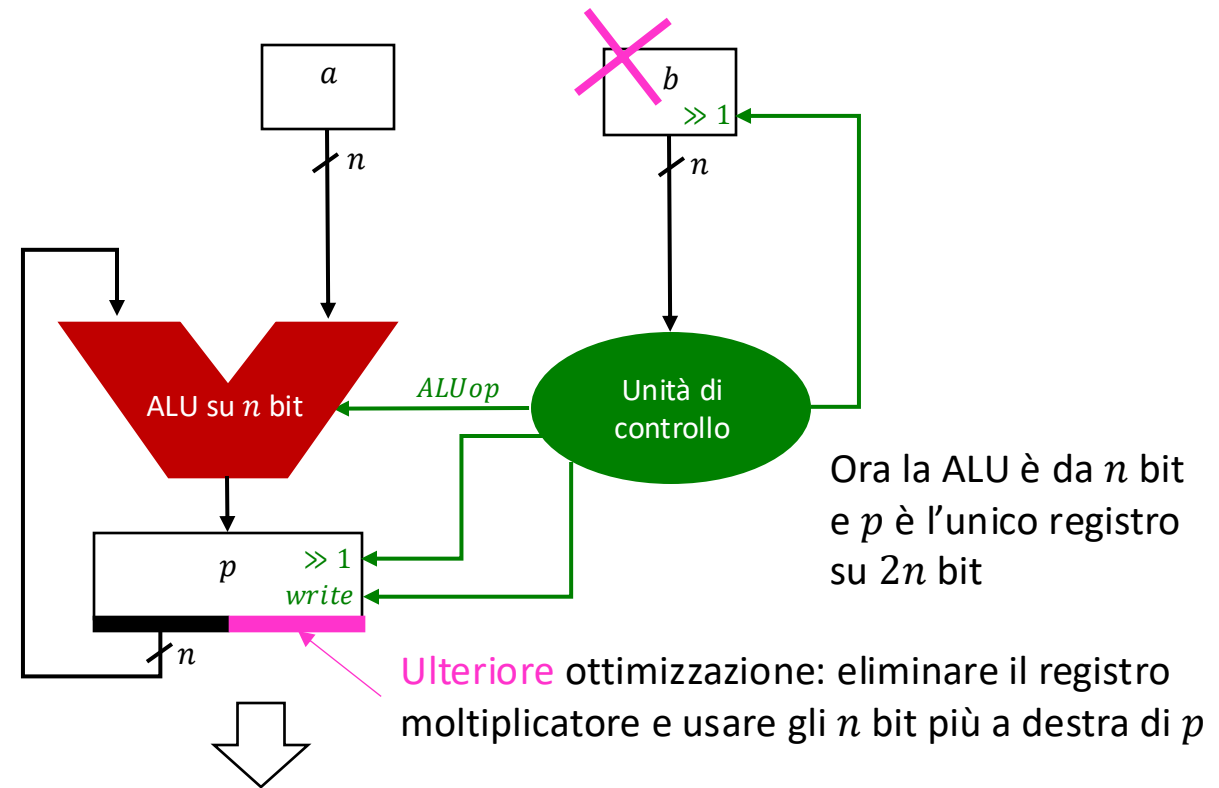 a
b
≫ 1
n
n
ALU su n bit
ALUop
Unità di
controllo
p
≫ 1
write
n
Ora la ALU è da n bit
e p è l’unico registro
su 2n bit
Ulteriore ottimizzazione: eliminare il registro
moltiplicatore e usare gli n bit più a destra di p